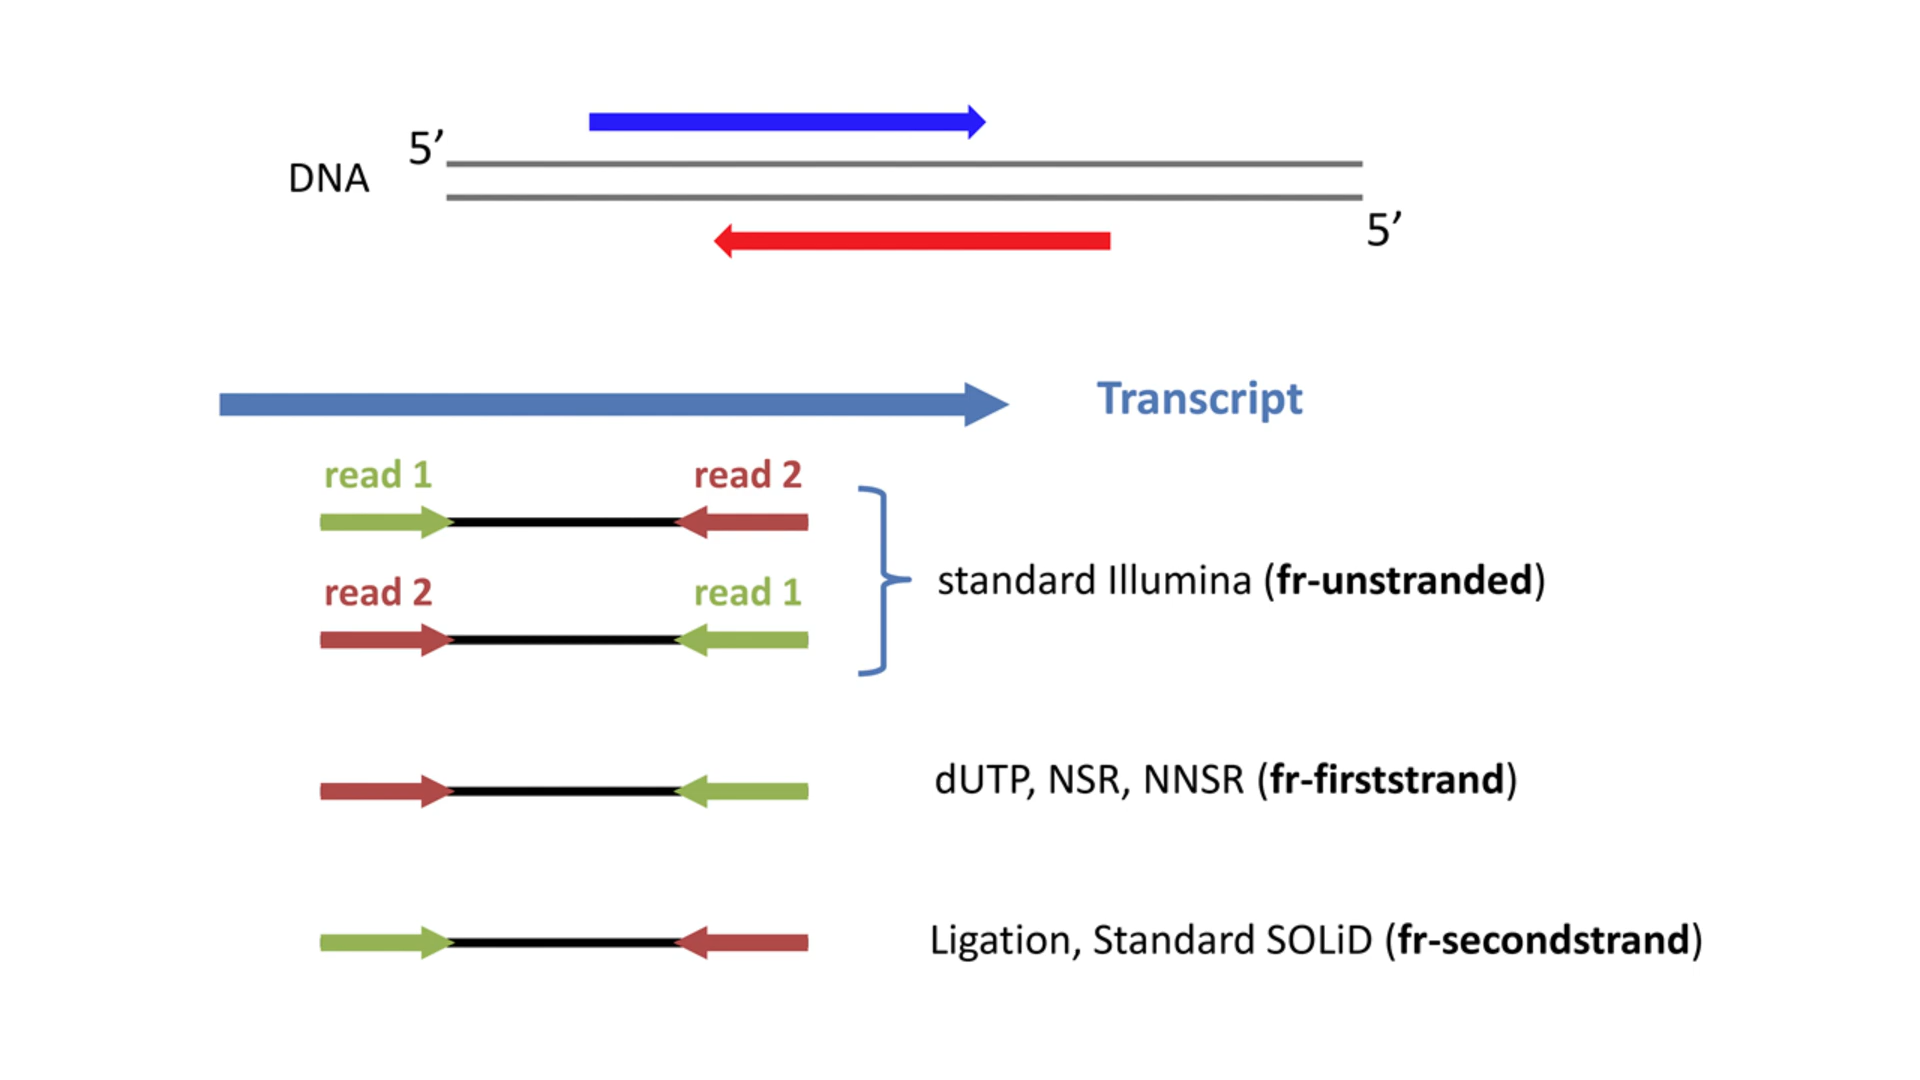 5’
DNA
5’
Transcript
read 1
read 2
standard Illumina (fr-unstranded)
read 2
read 1
dUTP, NSR, NNSR (fr-firststrand)
Ligation, Standard SOLiD (fr-secondstrand)